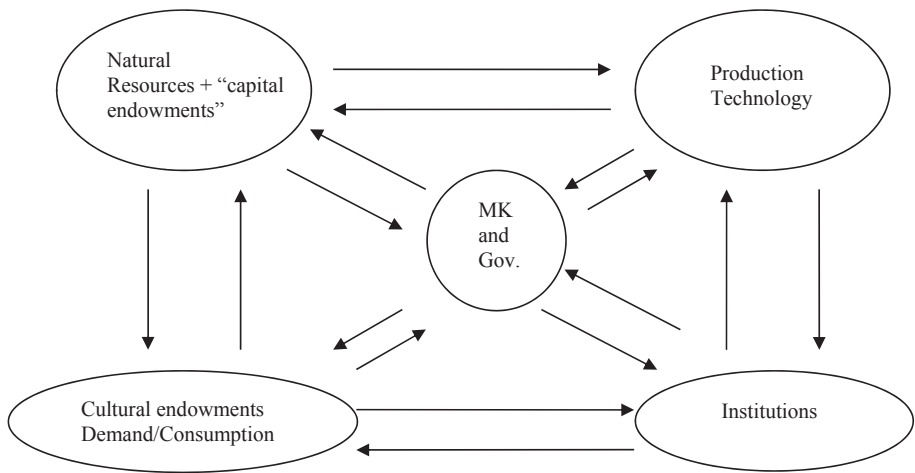 Natural
Resources + “capital
endowments”
Production
Technology
MK
and
Gov.
Cultural endowments
Demand/Consumption
Institutions